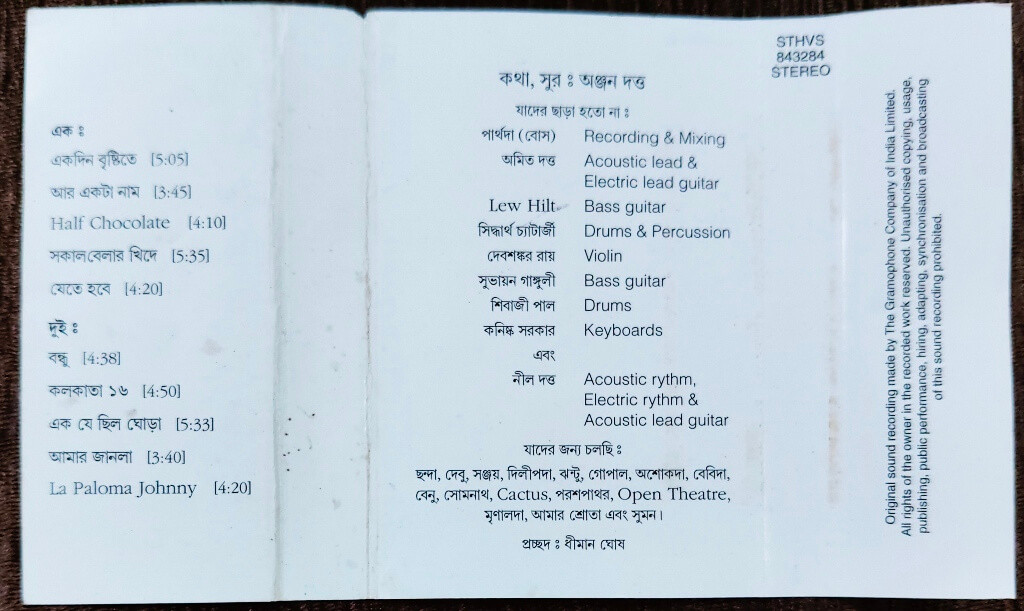 এক ঃ
একদিন বৃষ্টিতে [5:05]
আর একটা নাম [3:45]
Half Chocolate [4:10]
সকালবেলার খিদে [5:35]
যেতে হবে [4:20]
দুই ঃ
বন্ধু [4:38]
কলকাতা ১৬ [4:50]
এক যে ছিল ঘোড়া [5:33]
আমার জানলা [3:40]
La Paloma Johnny [4:20]
কথা, সুর ঃ অঞ্জন দত্ত
যাদের ছাড়া হতো না ঃ
পার্থদা (বোস) Recording & Mixing
অমিত দত্ত Acoustic lead &
Electric lead guitar
Lew Hilt Bass guitar
সিদ্ধার্থ চ্যাটার্জী Drums & Percussion
দেবশঙ্কর রায় Violin
সুভায়ন গাঙ্গুলী Bass guitar
শিবাজী পাল Drums
কনিষ্ক সরকার Keyboards
এবং
নীল দত্ত Acoustic rythm,
Electric rythm &
Acoustic lead guitar
যাদের জন্য চলছি ঃ
ছন্দা, দেবু, সঞ্জয়, দিলীপদা, ঝন্টু, গোপাল, অশোকদা, বেবিদা,
বেনু, সোমনাথ, Cactus, পরশপাথর, Open Theatre,
মৃণালদা, আমার শ্রোতা এবং সুমন।
প্রচ্ছদ ঃ ধীমান ঘোষ
STHVS
843284
STEREO
Original sound recording made by The Gramophone Company of India Limited.
All rights of the owner in the recorded work reserved. Unauthorised copying, usage,
publishing, public performance, hiring, adapting, synchronisation and broadcasting
of this sound recording prohibited.